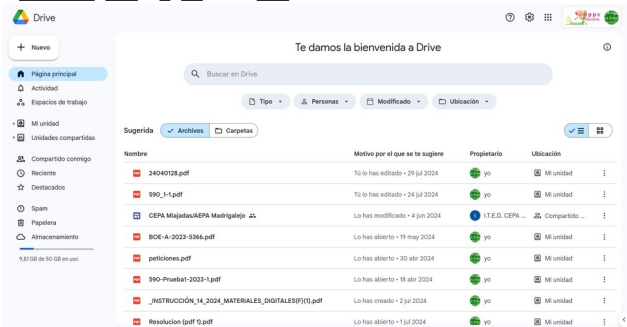 Drive
Te damos la bienvenida a Drive
Nuevo
Buscar en Drive
Página principal
Actividad
Espacios de trabajo
Mi unidad
Unidades compartidas
Compartido conmigo
Reciente
Destacados
Spam
Papelera
Almacenamiento
9,81 GB de 50 GB en uso
Tipo Personas Modificado Ubicación
Sugerida Archivos Carpetas
Nombre Motivo por el que se te sugiere Propietario Ubicación
24040128.pdf Tú lo has editado • 29 jul 2024 yo Mi unidad
590_1-1.pdf Tú lo has editado • 24 jul 2024 yo Mi unidad
CEPA Miajadas/AEPA Madrigalejo Lo has modificado • 4 jun 2024 I.T.E.D. CEPA ... Compartido ...
BOE-A-2023-5366.pdf Lo has abierto • 19 may 2024 yo Mi unidad
peticiones.pdf Lo has abierto • 30 abr 2024 yo Mi unidad
590-Prueba1-2023-1.pdf Lo has abierto • 18 abr 2024 yo Mi unidad
_INSTRUCCIÓN_14_2024_MATERIALES_DIGITALES(F)(1).pdf Lo has creado • 2 jul 2024 yo Mi unidad
Resolucion (pdf 1).pdf Lo has abierto • 1 jul 2024 yo Mi unidad